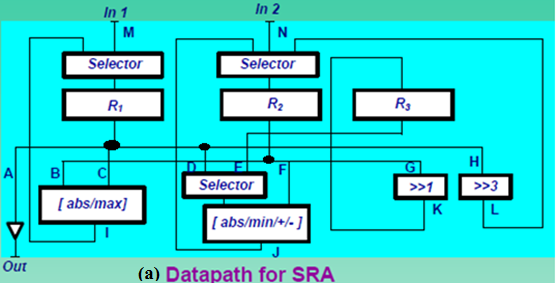 In 1
In 2
M
N
Selector
Selector
R1
R2
R3
A
B
C
D
E
F
G
H
Selector
>>1
>>3
[ abs/max]
[ abs/min/+/- ]
K
L
I
J
Out
(a) Datapath for SRA